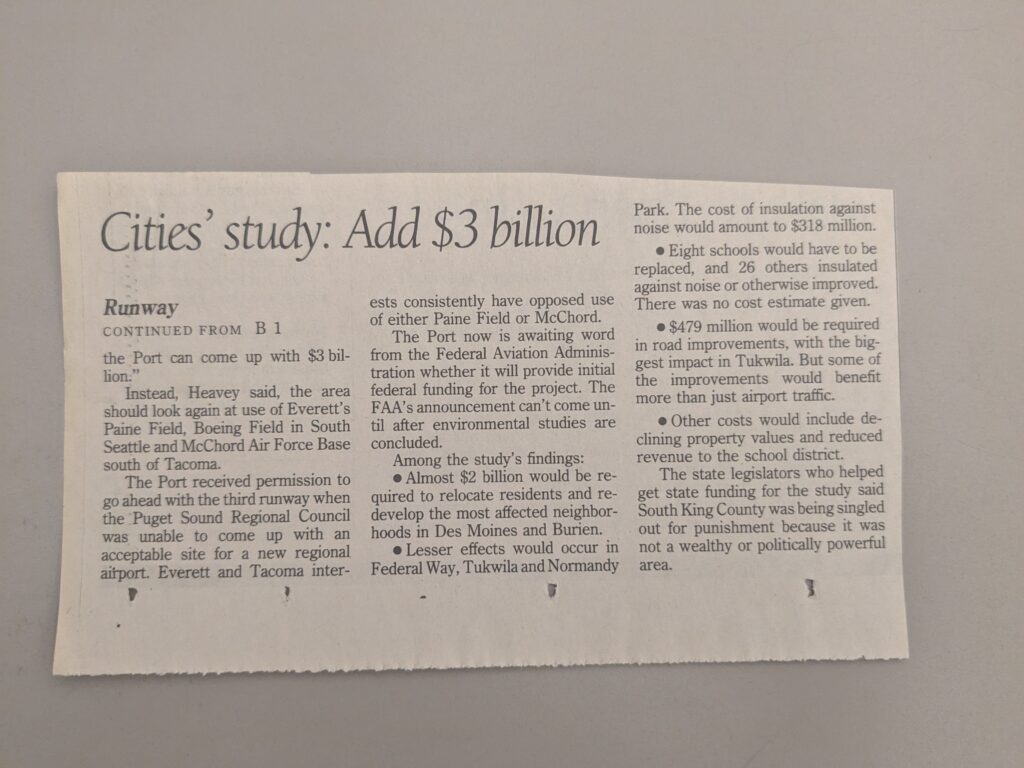 Cities’ study: Add $3 billion
Runway
CONTINUED FROM B 1
the Port can come up with $3 bil-
lion.”
Instead, Heavey said, the area
should look again at use of Everett’s
Paine Field, Boeing Field in South
Seattle and McChord Air Force Base
south of Tacoma.
The Port received permission to
go ahead with the third runway when
the Puget Sound Regional Council
was unable to come up with an
acceptable site for a new regional
airport. Everett and Tacoma inter-
ests consistently have opposed use
of either Paine Field or McChord.
The Port now is awaiting word
from the Federal Aviation Adminis-
tration whether it will provide initial
federal funding for the project. The
FAA’s announcement can’t come un-
til after environmental studies are
concluded.
Among the study’s findings:
● Almost $2 billion would be re-
quired to relocate residents and re-
develop the most affected neighbor-
hoods in Des Moines and Burien.
● Lesser effects would occur in
Federal Way, Tukwila and Normandy
Park. The cost of insulation against
noise would amount to $318 million.
● Eight schools would have to be
replaced, and 26 others insulated
against noise or otherwise improved.
There was no cost estimate given.
● $479 million would be required
in road improvements, with the big-
gest impact in Tukwila. But some of
the improvements would benefit
more than just airport traffic.
● Other costs would include de-
clining property values and reduced
revenue to the school district.
The state legislators who helped
get state funding for the study said
South King County was being singled
out for punishment because it was
not a wealthy or politically powerful
area.